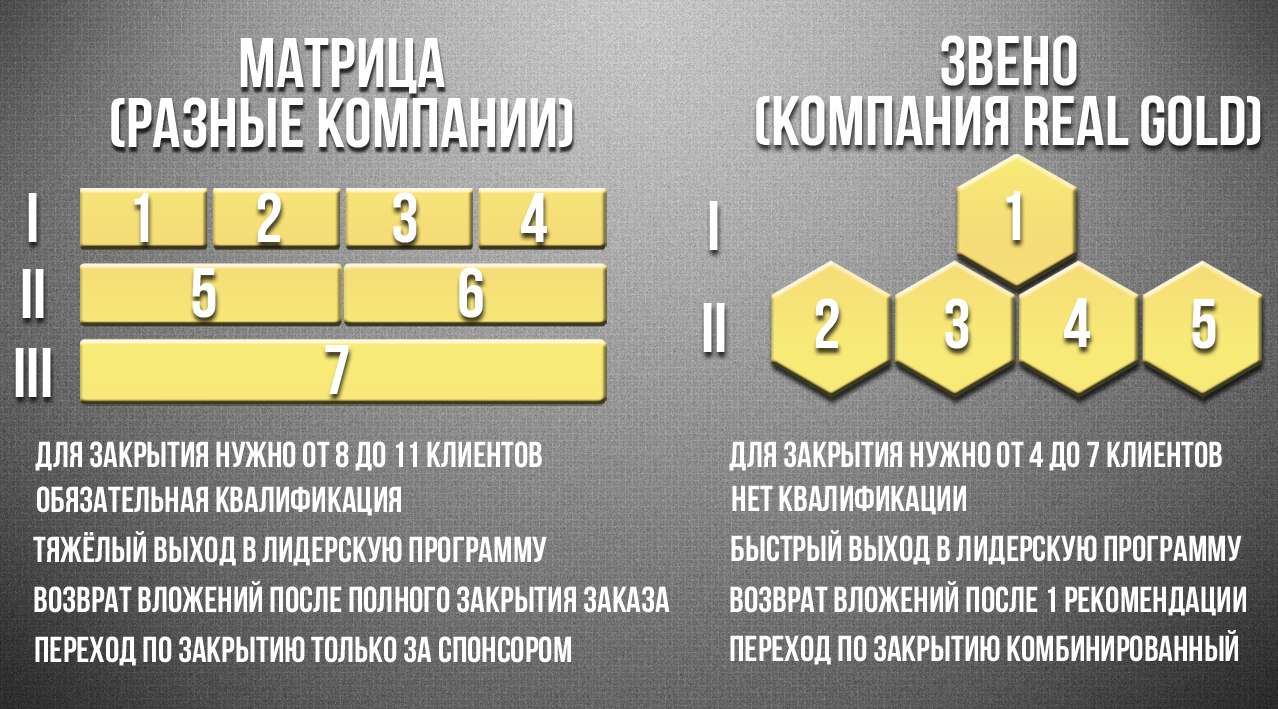 МАТРИЦА
(РАЗНЫЕ КОМПАНИИ)
I 1 2 3 4
II 5 6
III 7
ДЛЯ ЗАКРЫТИЯ НУЖНО ОТ 8 ДО 11 КЛИЕНТОВ
ОБЯЗАТЕЛЬНАЯ КВАЛИФИКАЦИЯ
ТЯЖЁЛЫЙ ВЫХОД В ЛИДЕРСКУЮ ПРОГРАММУ
ВОЗВРАТ ВЛОЖЕНИЙ ПОСЛЕ ПОЛНОГО ЗАКРЫТИЯ ЗАКАЗА
ПЕРЕХОД ПО ЗАКРЫТИЮ ТОЛЬКО ЗА СПОНСОРОМ
ЗВЕНО
(КОМПАНИЯ REAL GOLD)
I 1
II 2 3 4 5
ДЛЯ ЗАКРЫТИЯ НУЖНО ОТ 4 ДО 7 КЛИЕНТОВ
НЕТ КВАЛИФИКАЦИИ
БЫСТРЫЙ ВЫХОД В ЛИДЕРСКУЮ ПРОГРАММУ
ВОЗВРАТ ВЛОЖЕНИЙ ПОСЛЕ 1 РЕКОМЕНДАЦИИ
ПЕРЕХОД ПО ЗАКРЫТИЮ КОМБИНИРОВАННЫЙ